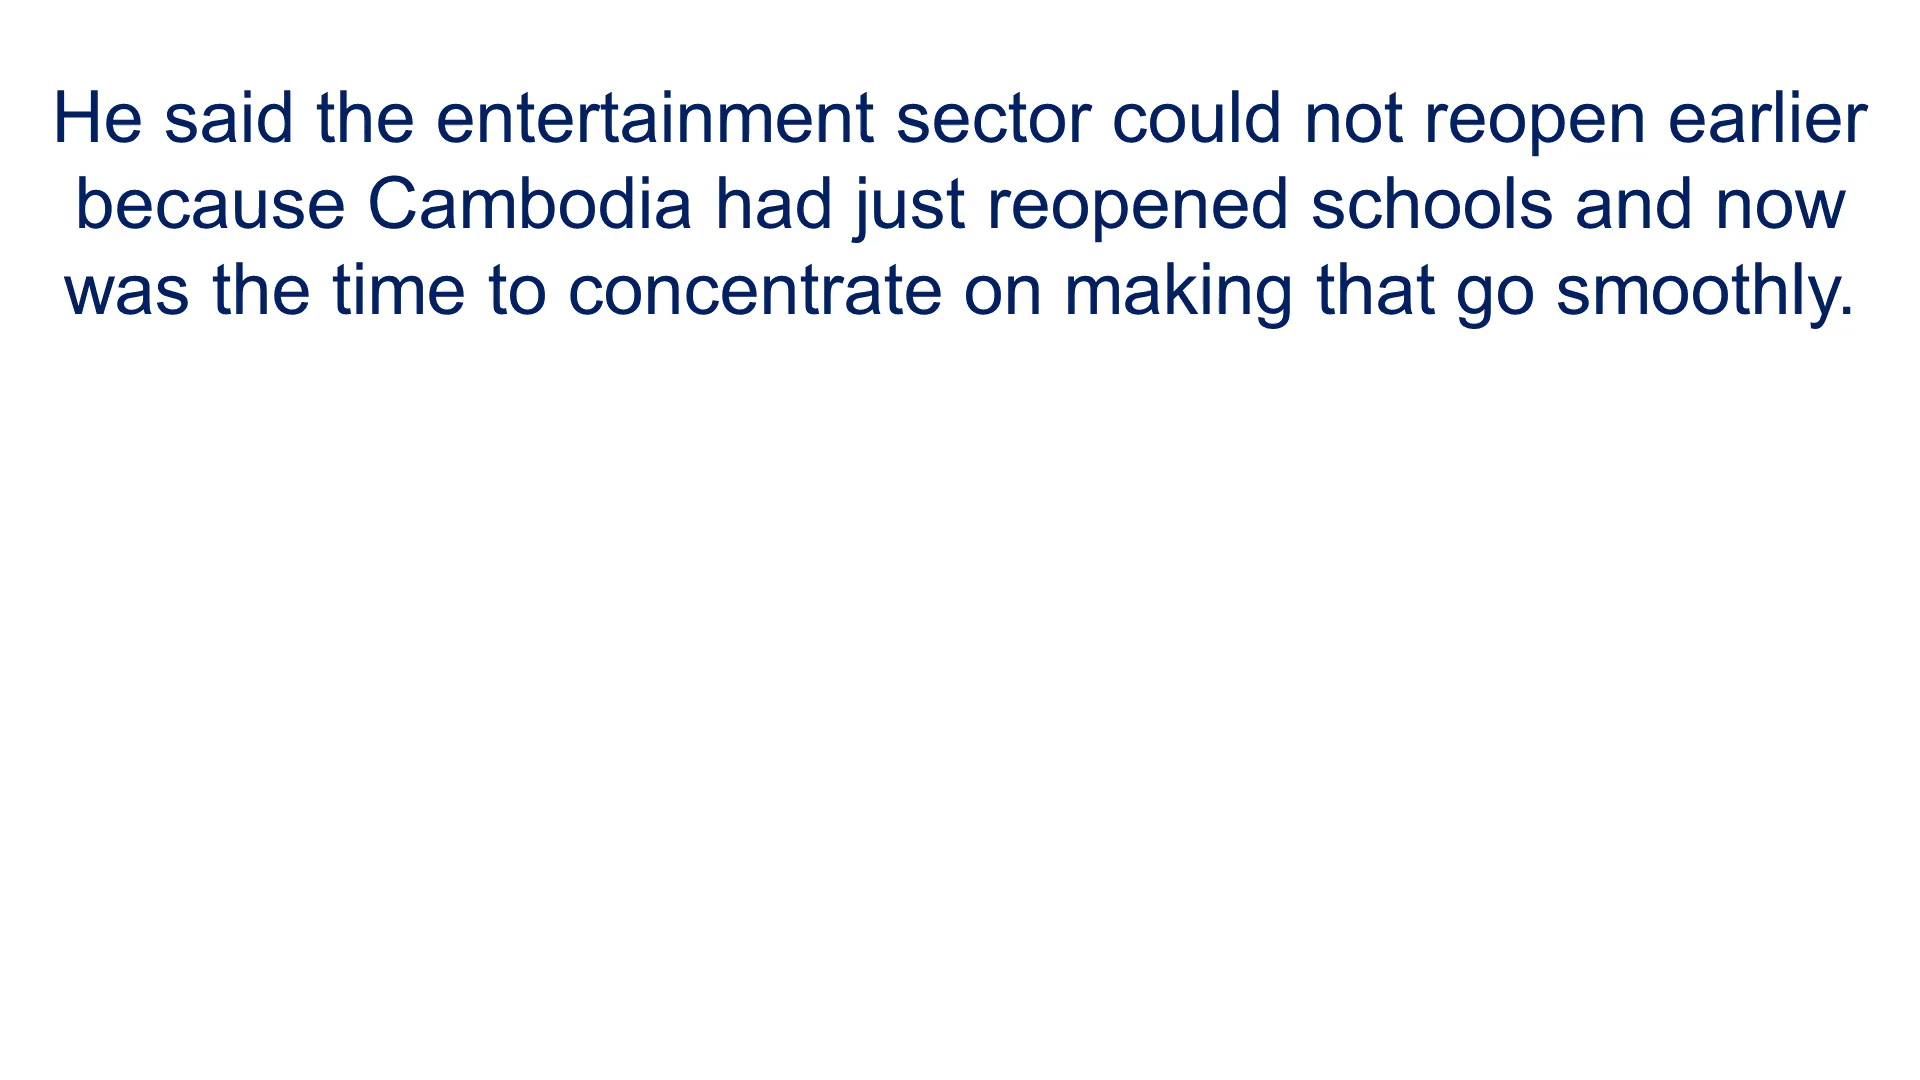 He said the entertainment sector could not reopen earlier
because Cambodia had just reopened schools and now
was the time to concentrate on making that go smoothly.